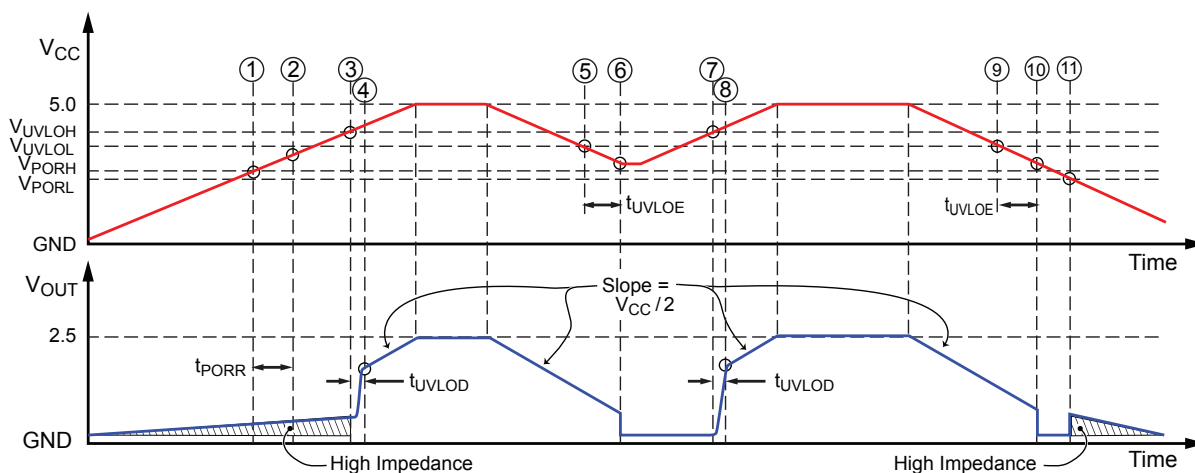 VCC
① ② ③ ④ ⑤ ⑥ ⑦ ⑧ ⑨ ⑩ ⑪
5.0
VUVLOH
VUVLOL
VPORH
VPORL
tUVLOE
tUVLOE
GND
Time
VOUT
Slope =
VCC / 2
2.5
tPORR
tUVLOD
tUVLOD
GND
Time
High Impedance
High Impedance